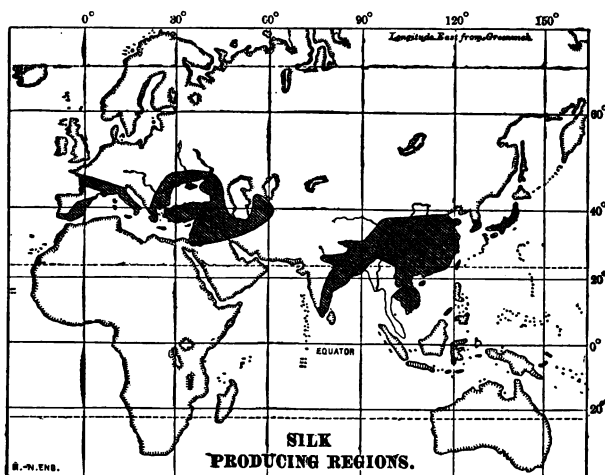 0° 30° 60° 90° 120° 150°
Longitude East from Greenwich
60°
40°
20°
EQUATOR
0°
20°
SILK
PRODUCING REGIONS.
B.-N. ENG.